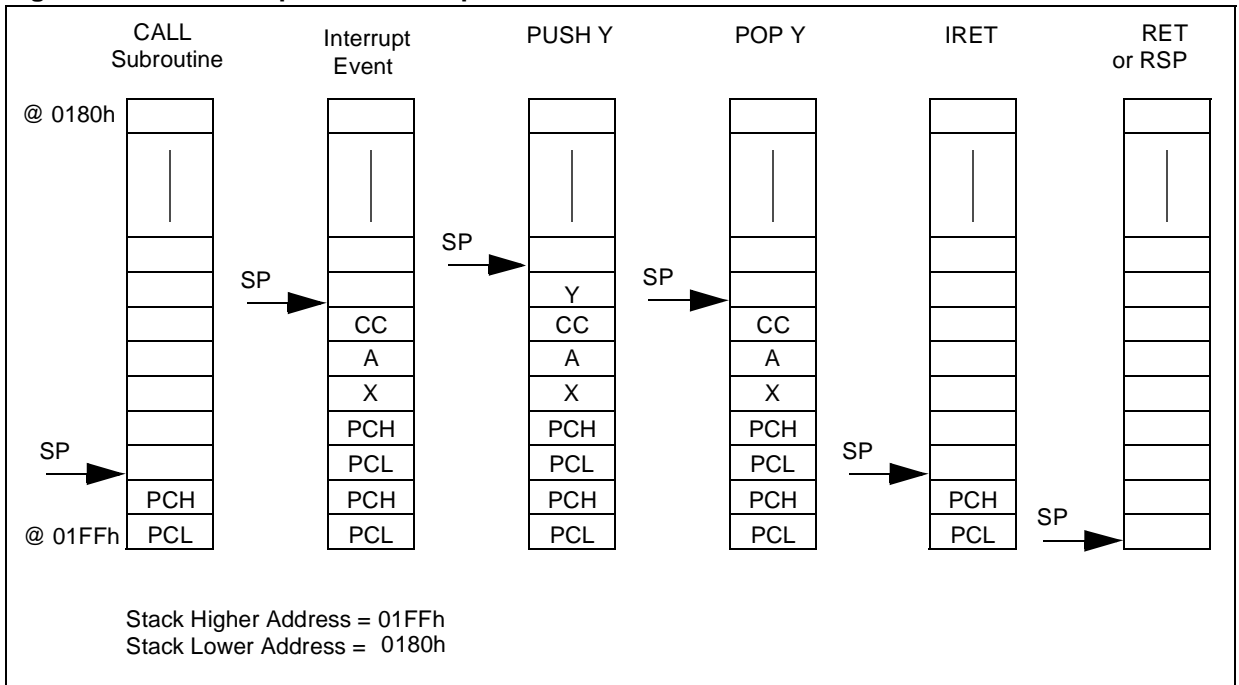 CALL
Subroutine
Interrupt
Event
PUSH Y
POP Y
IRET
RET
or RSP
@ 0180h
SP
SP
SP
Y
CC
CC
CC
A
A
A
X
X
X
PCH
PCH
PCH
SP
SP
PCL
PCL
PCL
PCH
PCH
PCH
PCH
PCH
SP
@ 01FFh
PCL
PCL
PCL
PCL
PCL
Stack Higher Address = 01FFh
Stack Lower Address = 0180h